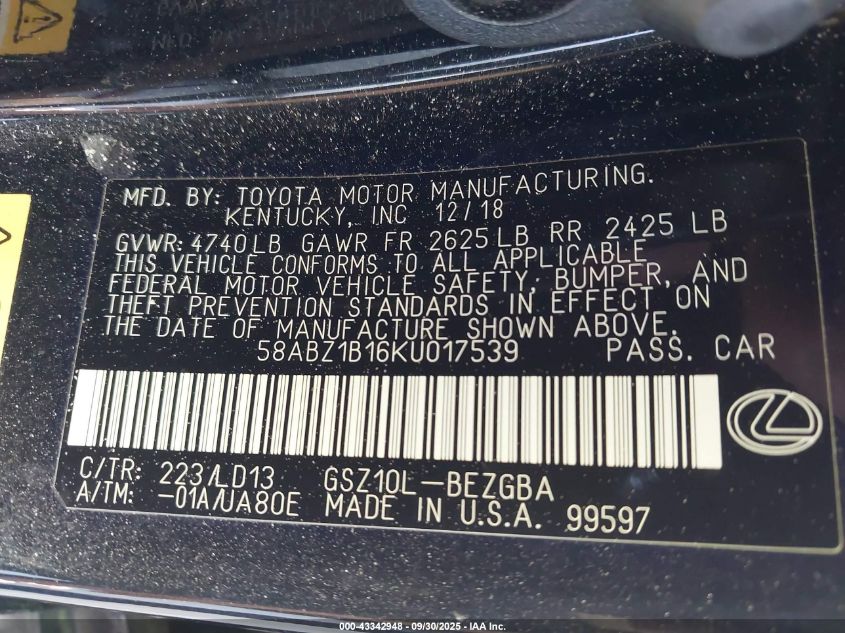 MFD. BY: TOYOTA MOTOR MANUFACTURING.
KENTUCKY, INC 12/18
GVWR: 4740LB GAWR FR 2625 LB RR 2425 LB
THIS VEHICLE CONFORMS TO ALL APPLICABLE
FEDERAL MOTOR VEHICLE SAFETY, BUMPER, AND
THEFT PREVENTION STANDARDS IN EFFECT ON
THE DATE OF MANUFACTURE SHOWN ABOVE.
58ABZ1B16KU017539 PASS. CAR
C/TR: 223/LD13 GSZ10L-BEZGBA
A/TM: -01A/UA80E MADE IN U.S.A. 99597
000-43342948 - 09/30/2025 - IAA Inc.